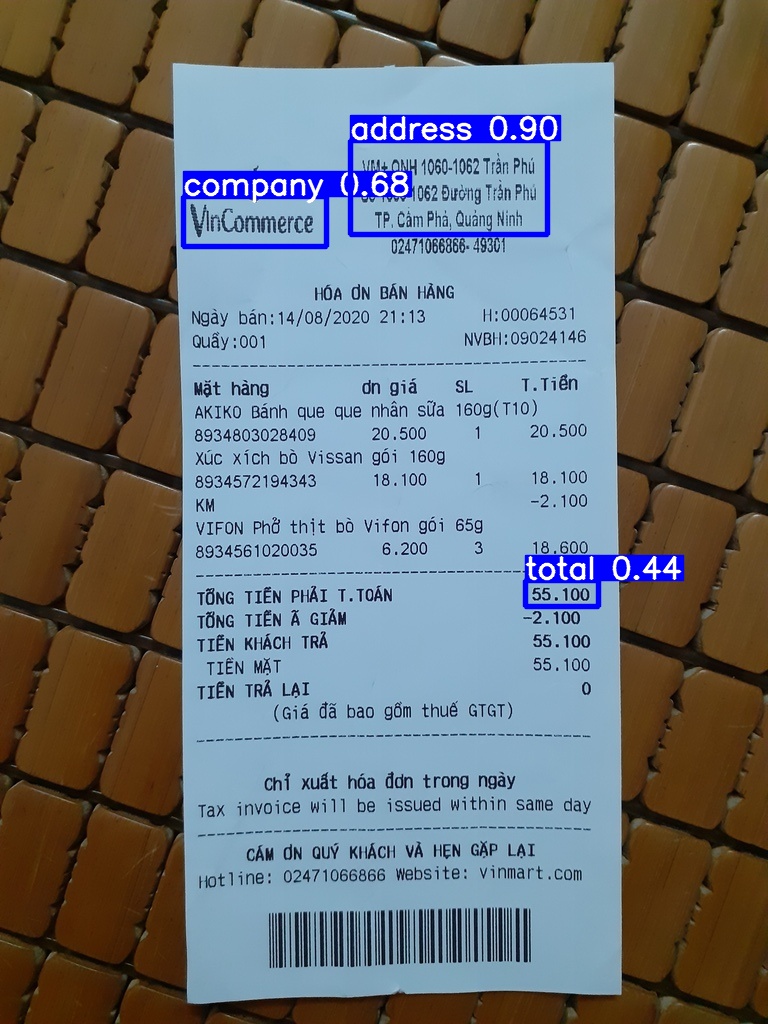 address 0.90
VM+ QNH 1060-1062 Trần Phú
company 0.68
1062 Đường Trần Phú
VinCommerce
TP. Cẩm Phả, Quảng Ninh
02471066866- 49301
HÓA ƠN BÁN HÀNG
Ngày bán:14/08/2020 21:13 H:00064531
Quầy:001 NVBH:09024146
Mặt hàng ơn giá SL T.Tiền
AKIKO Bánh que que nhân sữa 160g(T10)
8934803028409 20.500 1 20.500
Xúc xích bò Vissan gói 160g
8934572194343 18.100 1 18.100
KM -2.100
VIFON Phở thịt bò Vifon gói 65g
8934561020035 6.200 3 18.600
total 0.44
TỔNG TIỀN PHẢI T.TOÁN 55.100
TỔNG TIỀN Ã GIẢM -2.100
TIỀN KHÁCH TRẢ 55.100
TIỀN MẶT 55.100
TIỀN TRẢ LẠI 0
(Giá đã bao gồm thuế GTGT)
Chỉ xuất hóa đơn trong ngày
Tax invoice will be issued within same day
CÁM ƠN QUÝ KHÁCH VÀ HẸN GẶP LẠI
Hotline: 02471066866 Website: vinmart.com